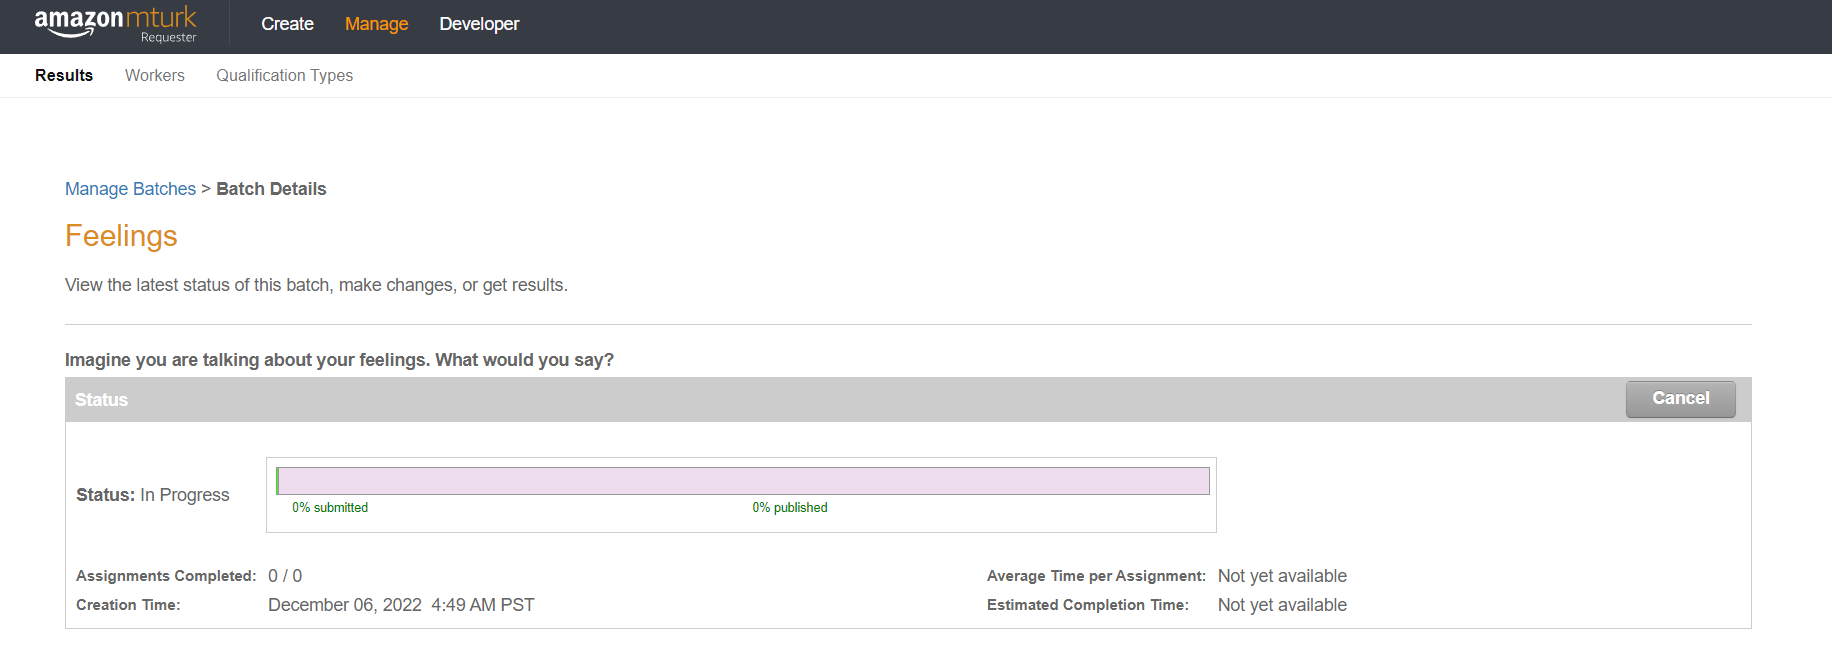 amazon mturk
Requester
Create Manage Developer
Results Workers Qualification Types
Manage Batches > Batch Details
Feelings
View the latest status of this batch, make changes, or get results.
Imagine you are talking about your feelings. What would you say?
Status Cancel
Status: In Progress
0% submitted 0% published
Assignments Completed: 0 / 0 Average Time per Assignment: Not yet available
Creation Time: December 06, 2022 4:49 AM PST Estimated Completion Time: Not yet available